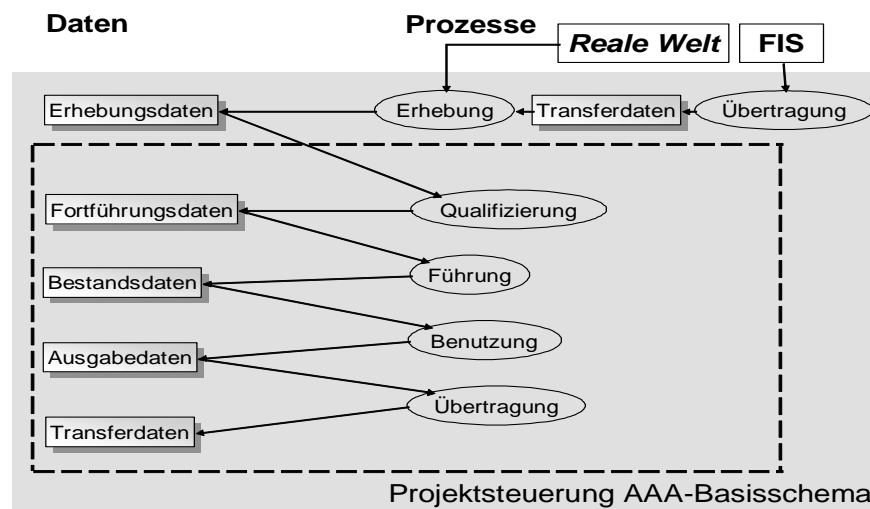 Daten Prozesse Reale Welt FIS
Erhebungsdaten Erhebung Transferdaten Übertragung
Fortführungsdaten Qualifizierung
Führung
Bestandsdaten
Benutzung
Ausgabedaten
Übertragung
Transferdaten
Projektsteuerung AAA-Basisschema